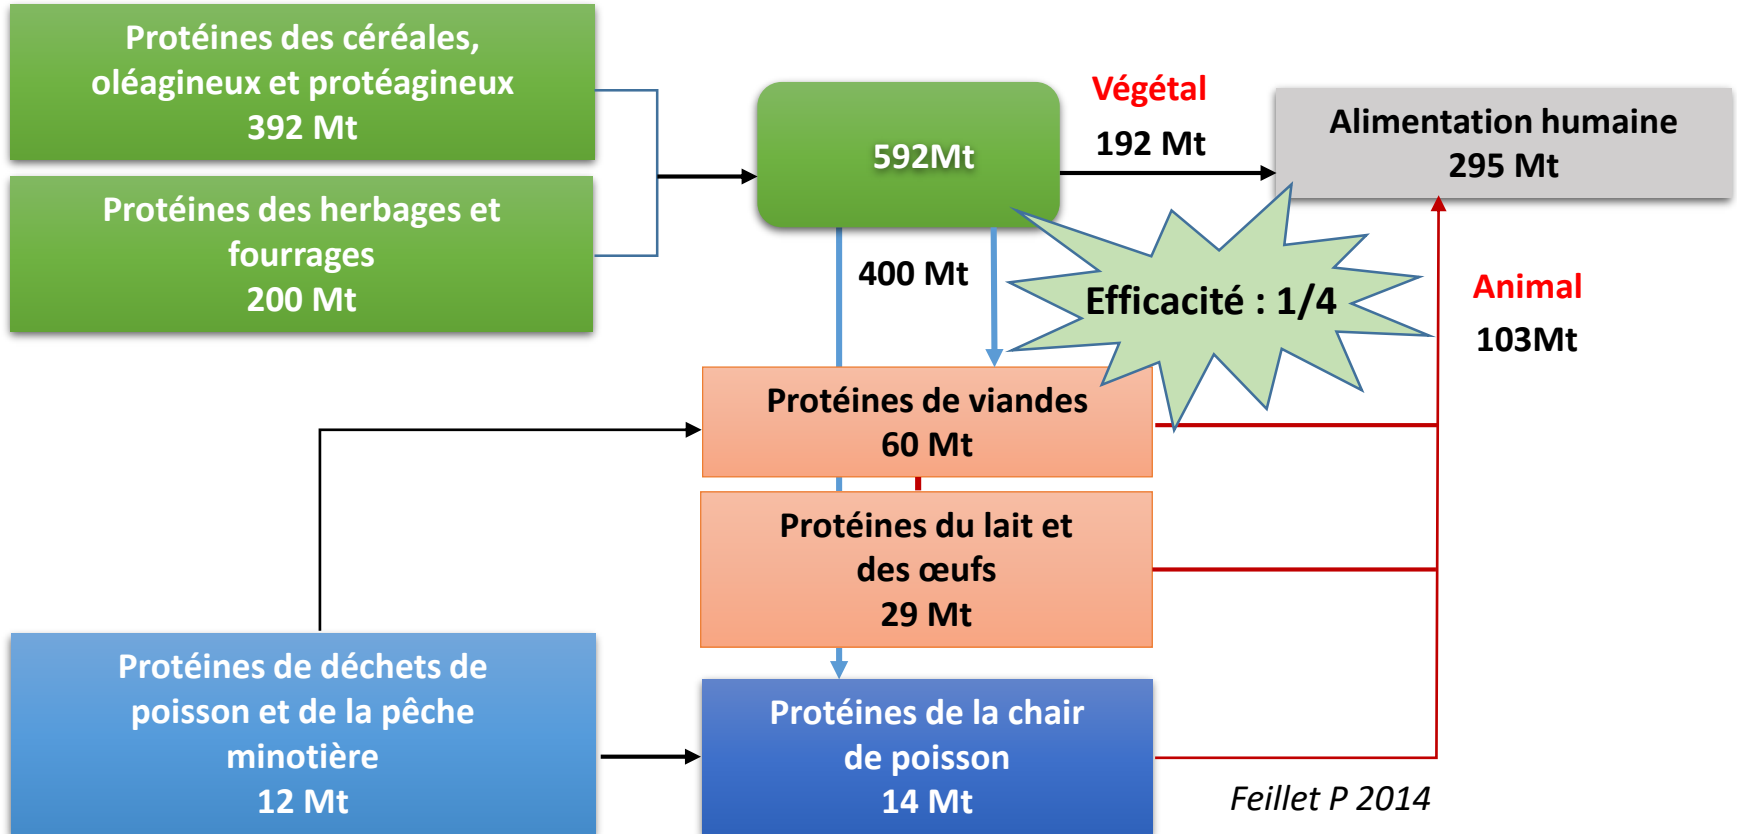 Protéines des céréales,
oléagineux et protéagineux
392 Mt
Protéines des herbages et
fourrages
200 Mt
592Mt
Végétal
192 Mt
Alimentation humaine
295 Mt
400 Mt
Efficacité : 1/4
Animal
103Mt
Protéines de viandes
60 Mt
Protéines du lait et
des œufs
29 Mt
Protéines de déchets de
poisson et de la pêche
minotière
12 Mt
Protéines de la chair
de poisson
14 Mt
Feillet P 2014